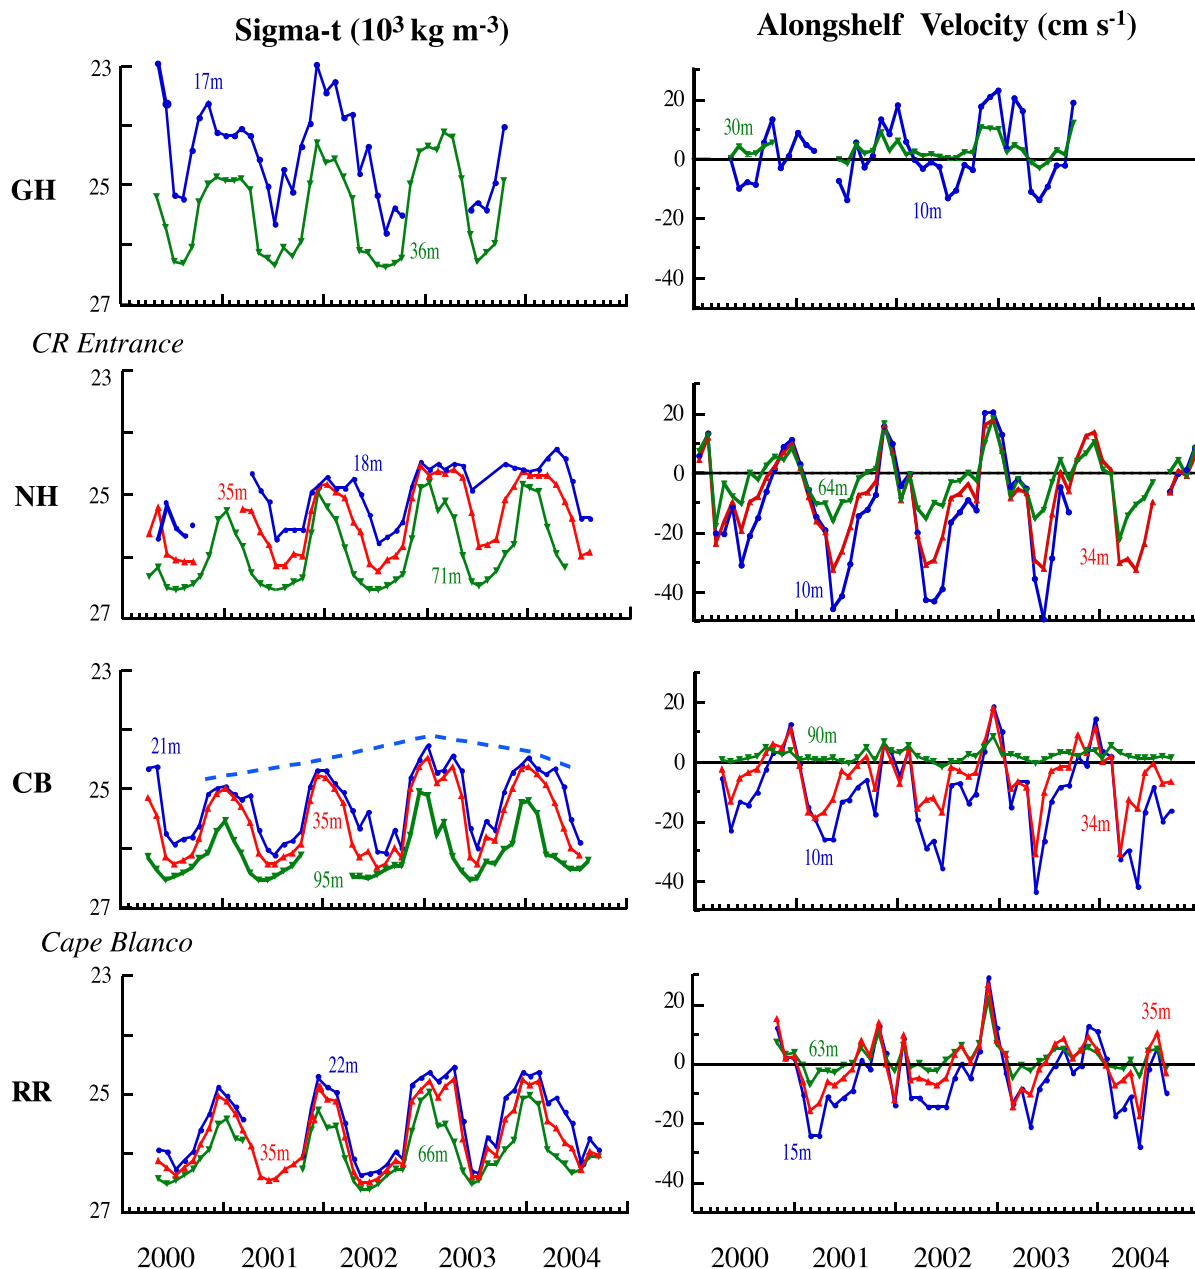 Sigma-t (10³ kg m⁻³)
Alongshelf Velocity (cm s⁻¹)
GH
23
25
27
17m
36m
20
0
-20
-40
30m
10m
CR Entrance
NH
23
25
27
18m
35m
71m
20
0
-20
-40
64m
10m
34m
CB
23
25
27
21m
35m
95m
20
0
-20
-40
90m
10m
34m
Cape Blanco
RR
23
25
27
22m
35m
66m
20
0
-20
-40
63m
15m
35m
2000 2001 2002 2003 2004
2000 2001 2002 2003 2004